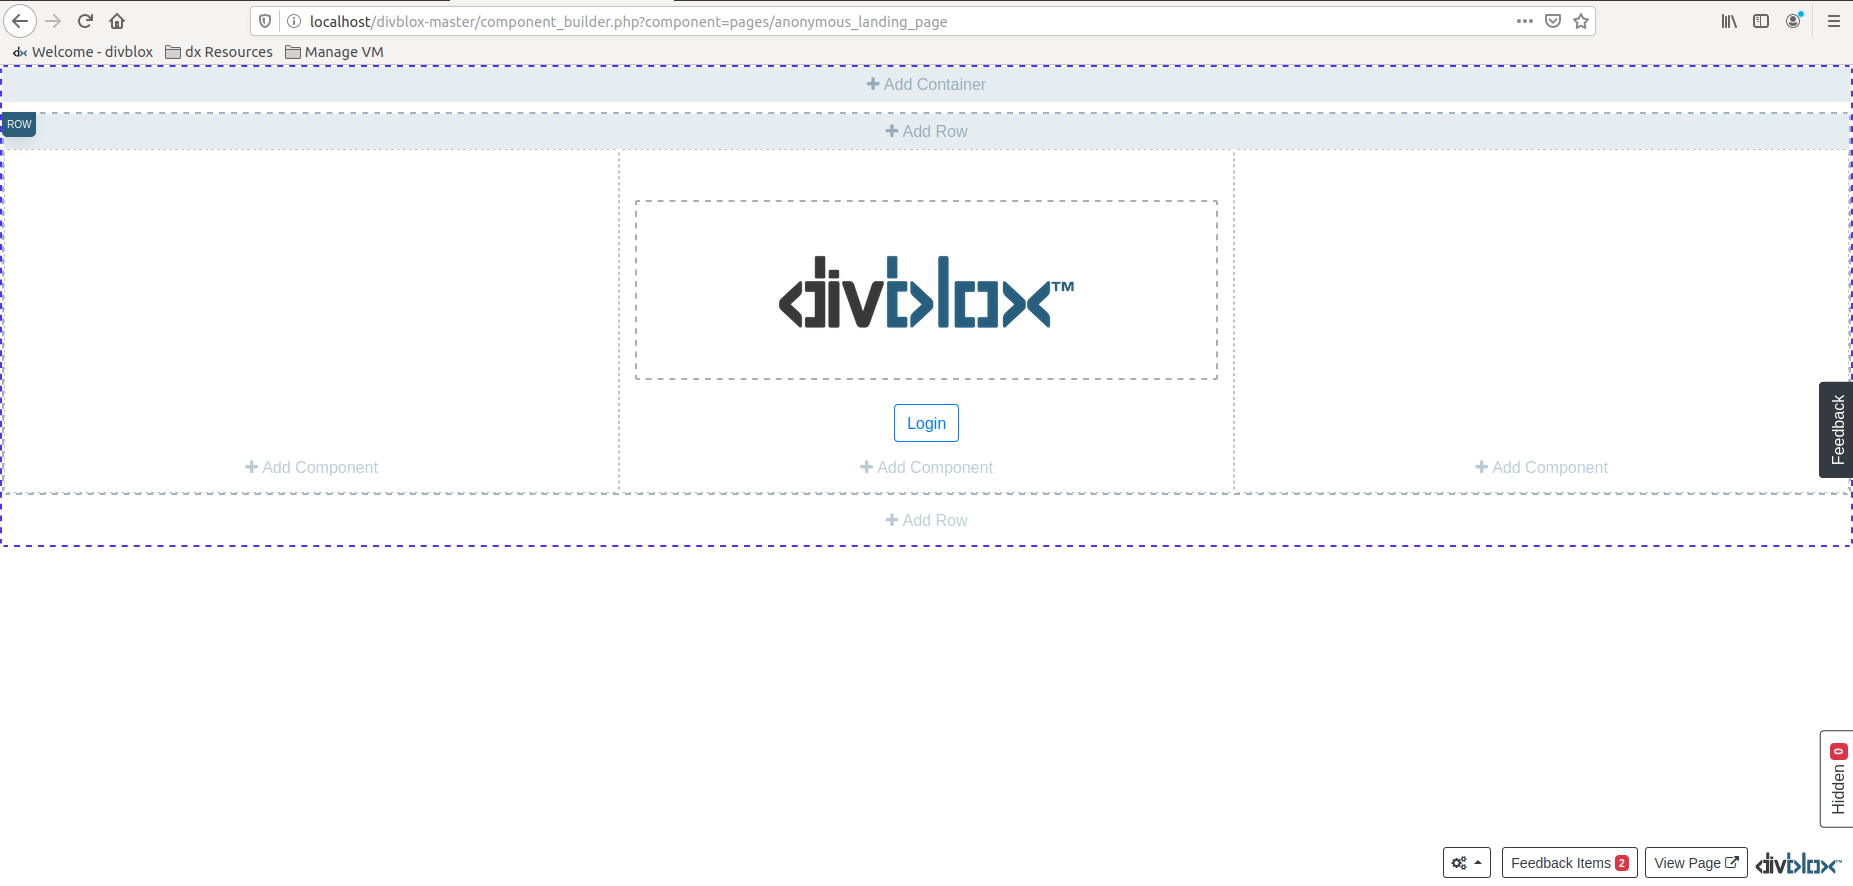 localhost/divblox-master/component_builder.php?component=pages/anonymous_landing_page
Welcome - divblox dx Resources Manage VM
Add Container
ROW
Add Row
divblox™
Login
Add Component Add Component Add Component
Add Row
Feedback
Hidden 0
Feedback Items 2 View Page divblox™